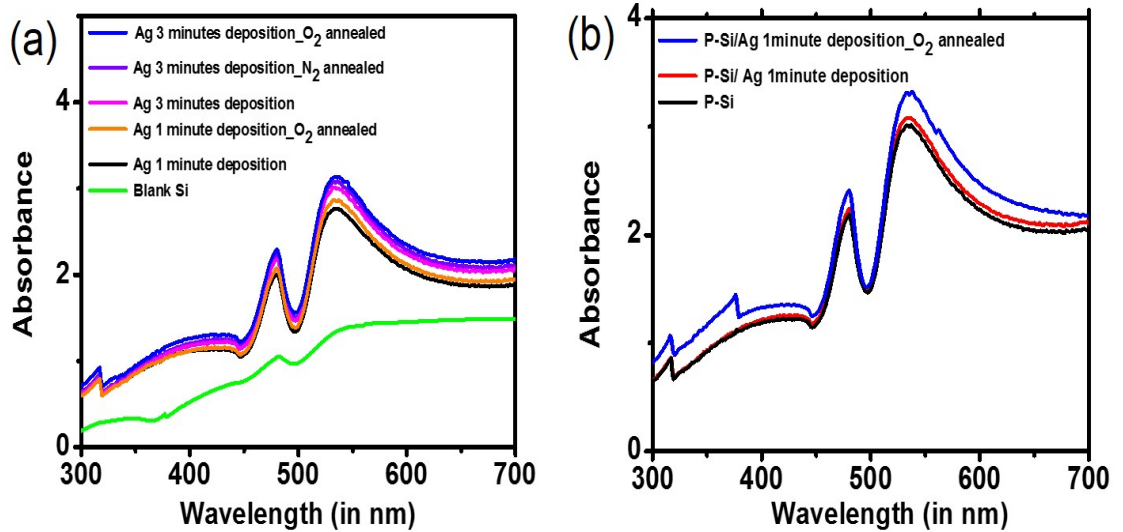 (a)
Ag 3 minutes deposition_O2 annealed
Ag 3 minutes deposition_N2 annealed
Ag 3 minutes deposition
Ag 1 minute deposition_O2 annealed
Ag 1 minute deposition
Blank Si
4
2
0
Absorbance
300 400 500 600 700
Wavelength (in nm)
(b)
P-Si/Ag 1minute deposition_O2 annealed
P-Si/ Ag 1minute deposition
P-Si
4
2
0
Absorbance
300 400 500 600 700
Wavelength (in nm)